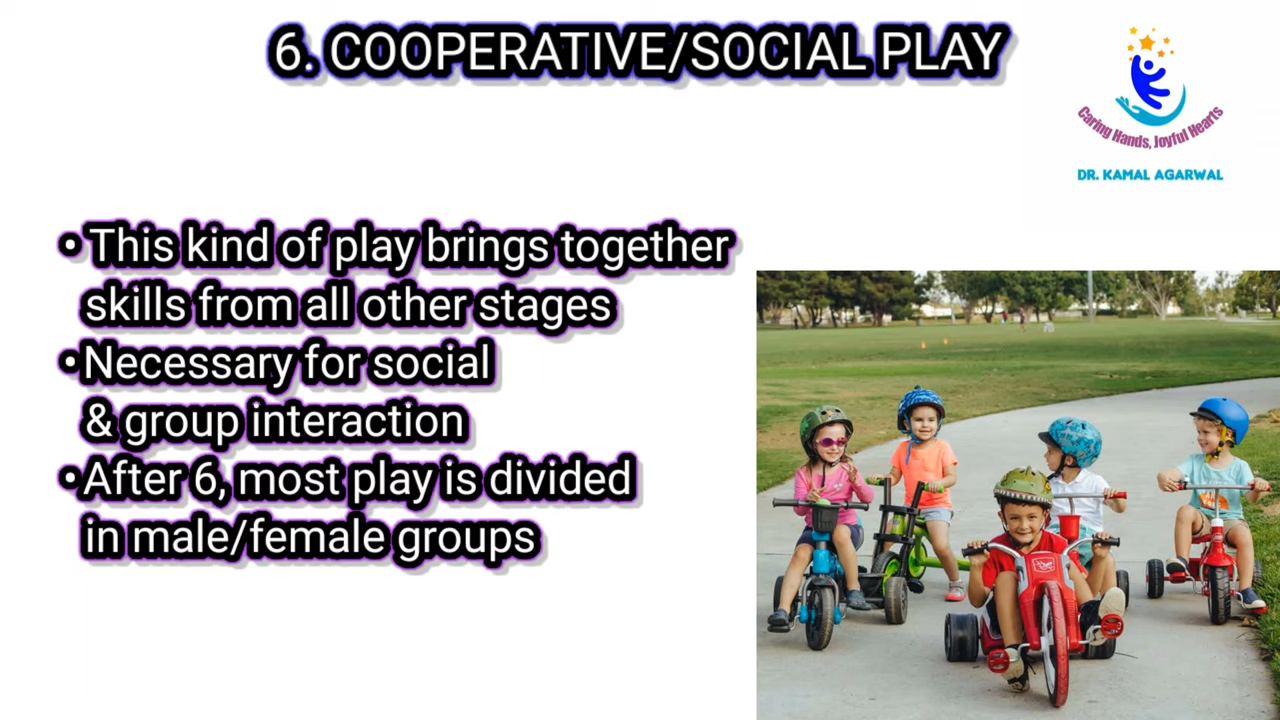 6. COOPERATIVE/SOCIAL PLAY
Caring Hands, Joyful Hearts
DR. KAMAL AGARWAL
• This kind of play brings together
skills from all other stages
•Necessary for social
& group interaction
•After 6, most play is divided
in male/female groups